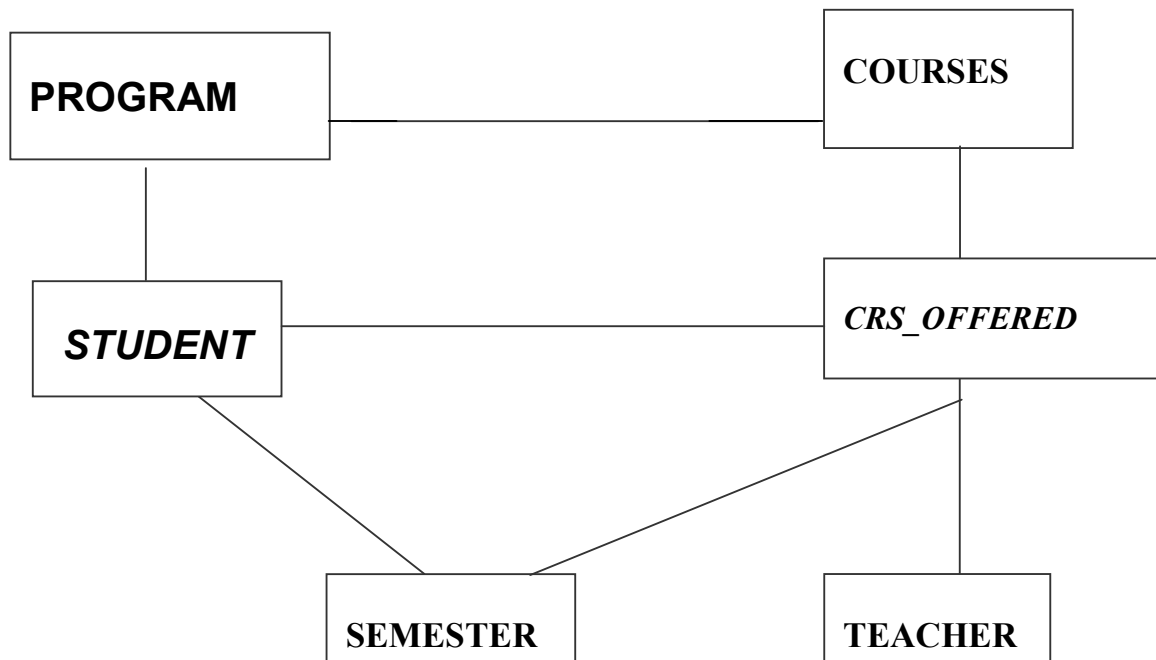 PROGRAM
COURSES
STUDENT
CRS_OFFERED
SEMESTER
TEACHER